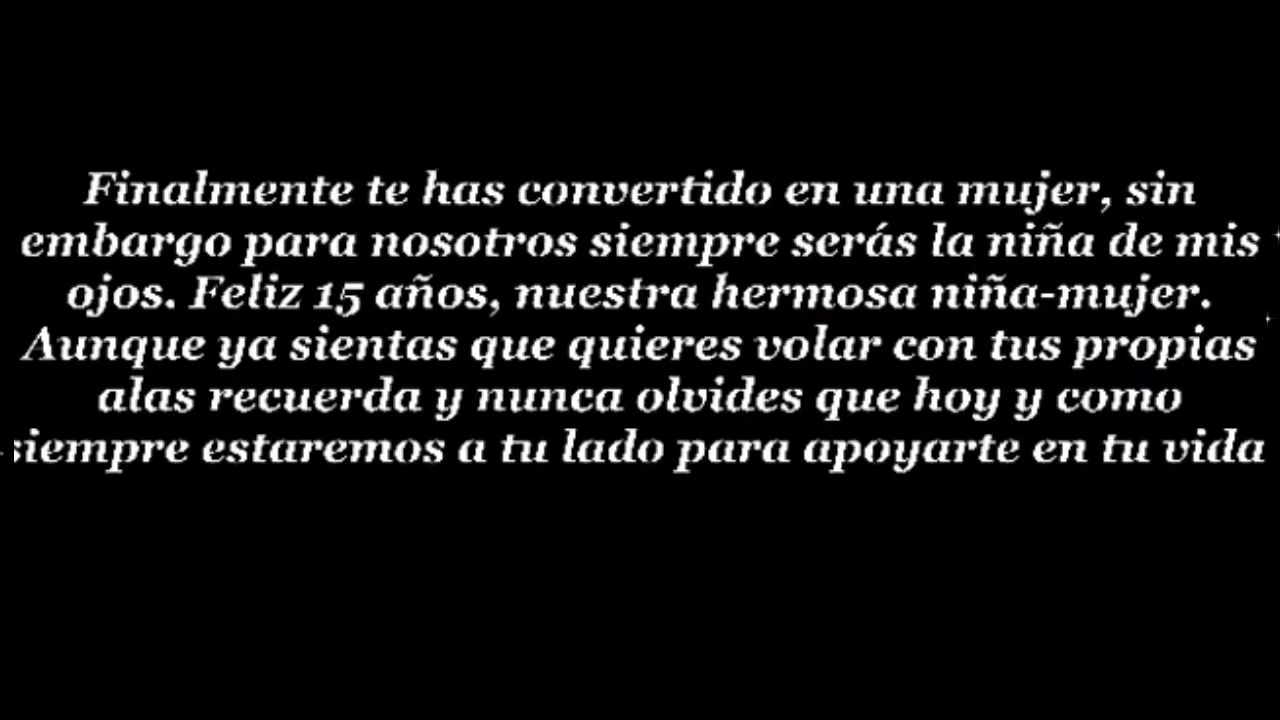 Finalmente te has convertido en una mujer, sin
embargo para nosotros siempre serás la niña de mis
ojos. Feliz 15 años, nuestra hermosa niña-mujer.
Aunque ya sientas que quieres volar con tus propias
alas recuerda y nunca olvides que hoy y como
siempre estaremos a tu lado para apoyarte en tu vida